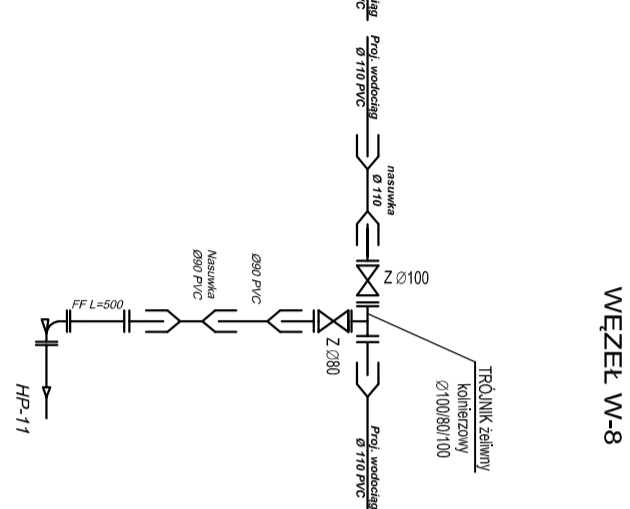 WĘZEŁ W-8
Proj. wodociąg
Ø 110 PVC
nasuwka
Ø 110
Z Ø100
TRÓJNIK żeliwny
kołnierzowy
Ø100/80/100
Z Ø80
Ø90 PVC
Nasuwka
Ø90 PVC
FF L=500
HP-11
Proj. wodociąg
Ø 110 PVC